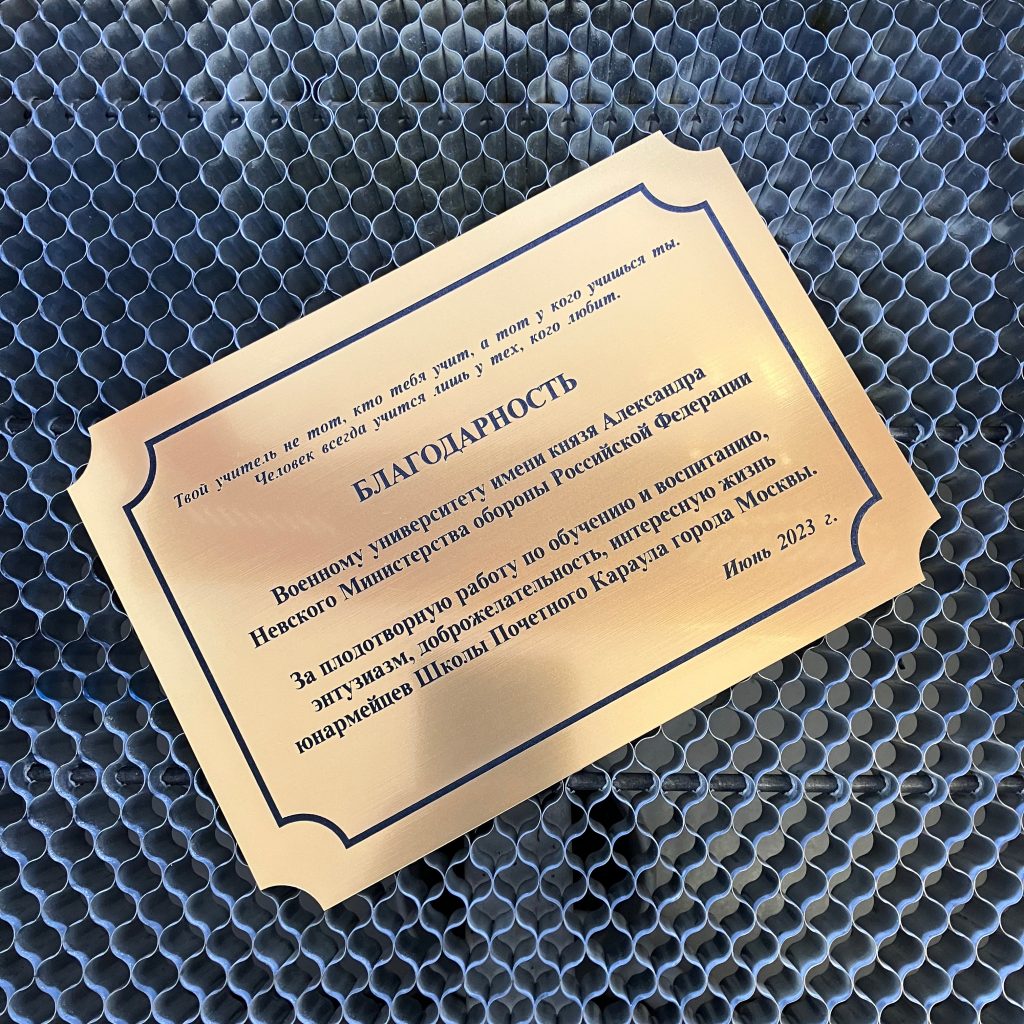 Твой учитель не тот, кто тебя учит, а тот у кого учишься ты.
Человек всегда учится лишь у тех, кого любит.
БЛАГОДАРНОСТЬ
Военному университету имени князя Александра
Невского Министерства обороны Российской Федерации
За плодотворную работу по обучению и воспитанию,
энтузиазм, доброжелательность, интересную жизнь
юнармейцев Школы Почетного Караула города Москвы.
Июнь 2023 г.